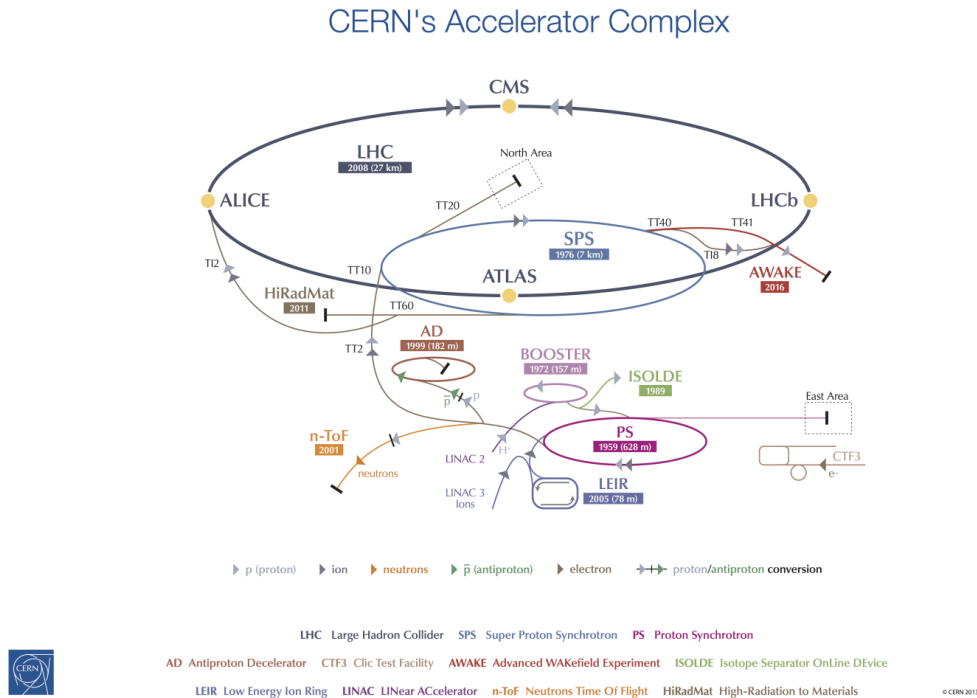 CERN's Accelerator Complex
CMS
LHC
2008 (27 km)
North Area
ALICE
LHCb
TT20
TT40
TT41
SPS
1976 (7 km)
TI8
TI2
TT10
ATLAS
AWAKE
2016
HiRadMat
2011
TT60
AD
1999 (182 m)
TT2
BOOSTER
1972 (157 m)
ISOLDE
1989
p
p̅
East Area
n-ToF
2001
PS
1959 (628 m)
H⁻
LINAC 2
neutrons
CTF3
e⁻
LINAC 3
Ions
LEIR
2005 (78 m)
p (proton) ion neutrons p̅ (antiproton) electron proton/antiproton conversion
LHC Large Hadron Collider SPS Super Proton Synchrotron PS Proton Synchrotron
AD Antiproton Decelerator CTF3 Clic Test Facility AWAKE Advanced WAKefield Experiment ISOLDE Isotope Separator OnLine DEvice
LEIR Low Energy Ion Ring LINAC LINear ACcelerator n-ToF Neutrons Time Of Flight HiRadMat High-Radiation to Materials
CERN